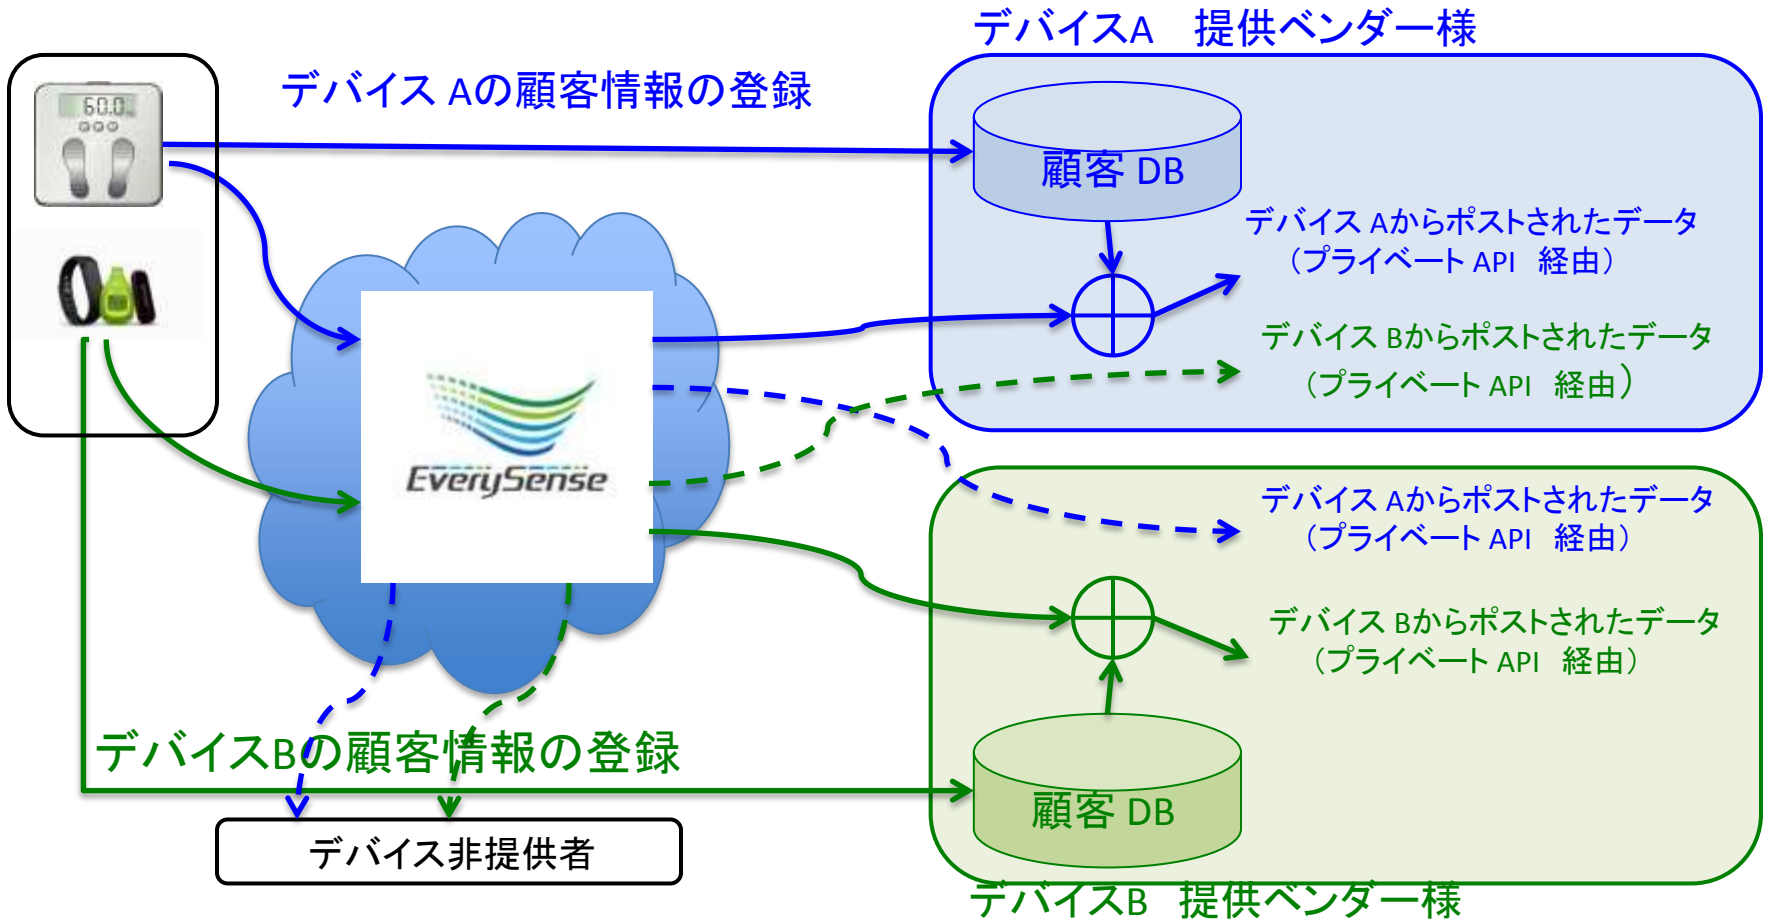 デバイスA 提供ベンダー様
デバイス Aの顧客情報の登録
60.0
顧客 DB
デバイス Aからポストされたデータ
（プライベート API 経由）
デバイス Bからポストされたデータ
（プライベート API 経由）
EverySense
デバイス Aからポストされたデータ
（プライベート API 経由）
デバイス Bからポストされたデータ
（プライベート API 経由）
デバイスBの顧客情報の登録
顧客 DB
デバイス非提供者
デバイスB 提供ベンダー様